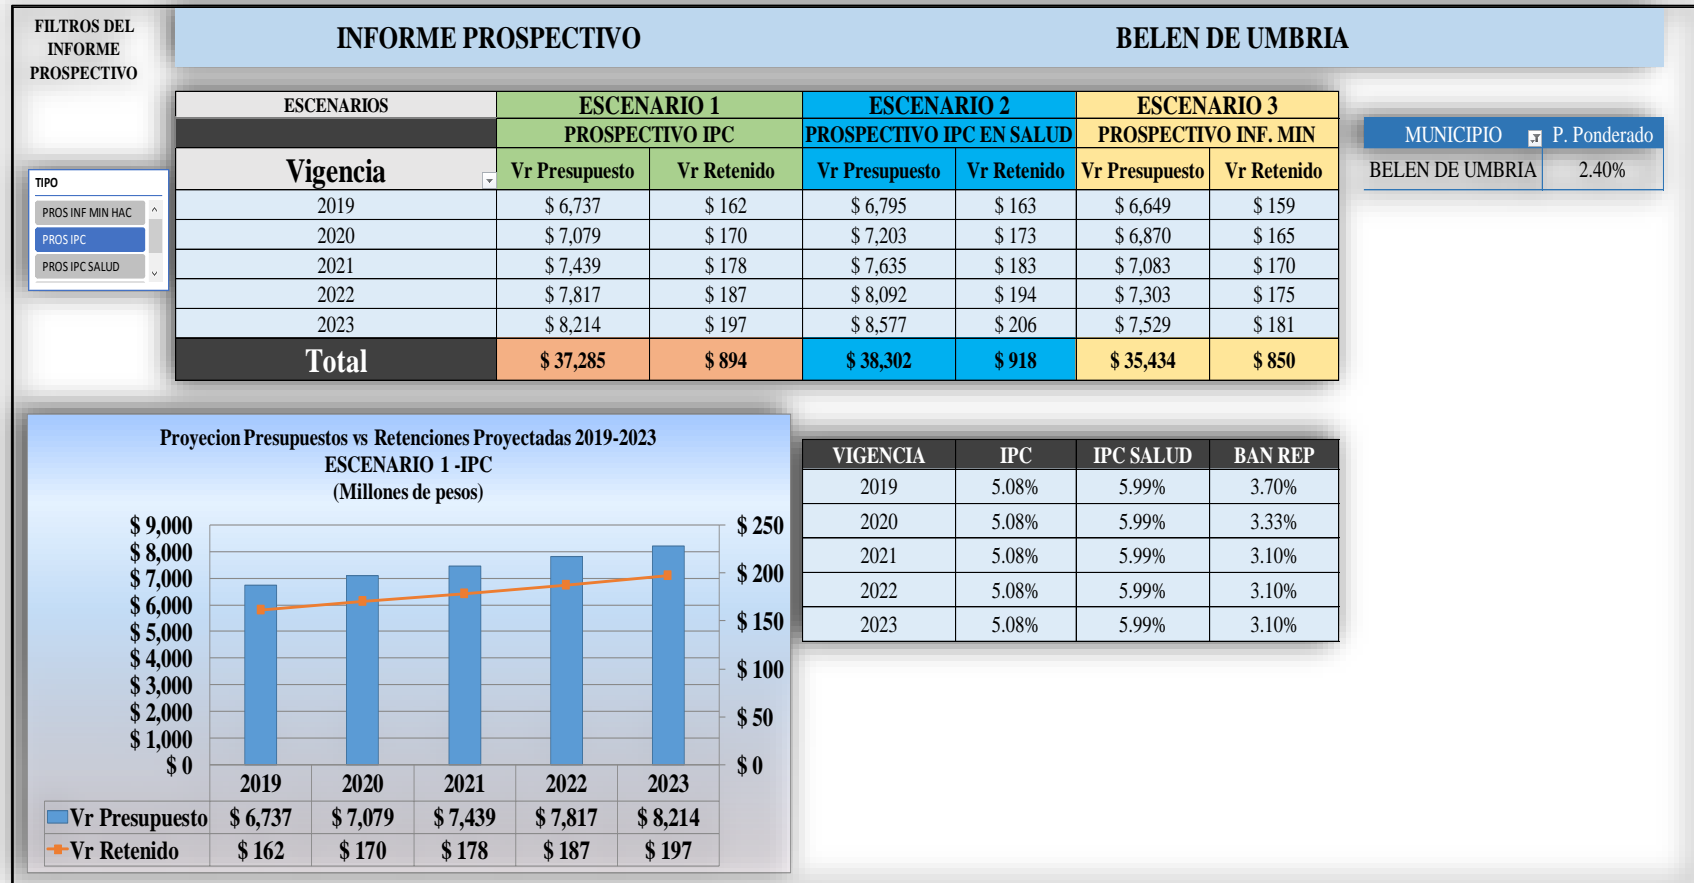 FILTROS DEL
INFORME
PROSPECTIVO
INFORME PROSPECTIVO BELEN DE UMBRIA
ESCENARIOS ESCENARIO 1 ESCENARIO 2 ESCENARIO 3
PROSPECTIVO IPC PROSPECTIVO IPC EN SALUD PROSPECTIVO INF. MIN
Vigencia Vr Presupuesto Vr Retenido Vr Presupuesto Vr Retenido Vr Presupuesto Vr Retenido
2019 $ 6,737 $ 162 $ 6,795 $ 163 $ 6,649 $ 159
2020 $ 7,079 $ 170 $ 7,203 $ 173 $ 6,870 $ 165
2021 $ 7,439 $ 178 $ 7,635 $ 183 $ 7,083 $ 170
2022 $ 7,817 $ 187 $ 8,092 $ 194 $ 7,303 $ 175
2023 $ 8,214 $ 197 $ 8,577 $ 206 $ 7,529 $ 181
Total $ 37,285 $ 894 $ 38,302 $ 918 $ 35,434 $ 850
MUNICIPIO P. Ponderado
BELEN DE UMBRIA 2.40%
TIPO
PROS INF MIN HAC
PROS IPC
PROS IPC SALUD
Proyecion Presupuestos vs Retenciones Proyectadas 2019-2023
ESCENARIO 1 -IPC
(Millones de pesos)
$ 9,000
$ 8,000
$ 7,000
$ 6,000
$ 5,000
$ 4,000
$ 3,000
$ 2,000
$ 1,000
$ 0
$ 250
$ 200
$ 150
$ 100
$ 50
$ 0
2019 2020 2021 2022 2023
Vr Presupuesto $ 6,737 $ 7,079 $ 7,439 $ 7,817 $ 8,214
Vr Retenido $ 162 $ 170 $ 178 $ 187 $ 197
VIGENCIA IPC IPC SALUD BAN REP
2019 5.08% 5.99% 3.70%
2020 5.08% 5.99% 3.33%
2021 5.08% 5.99% 3.10%
2022 5.08% 5.99% 3.10%
2023 5.08% 5.99% 3.10%